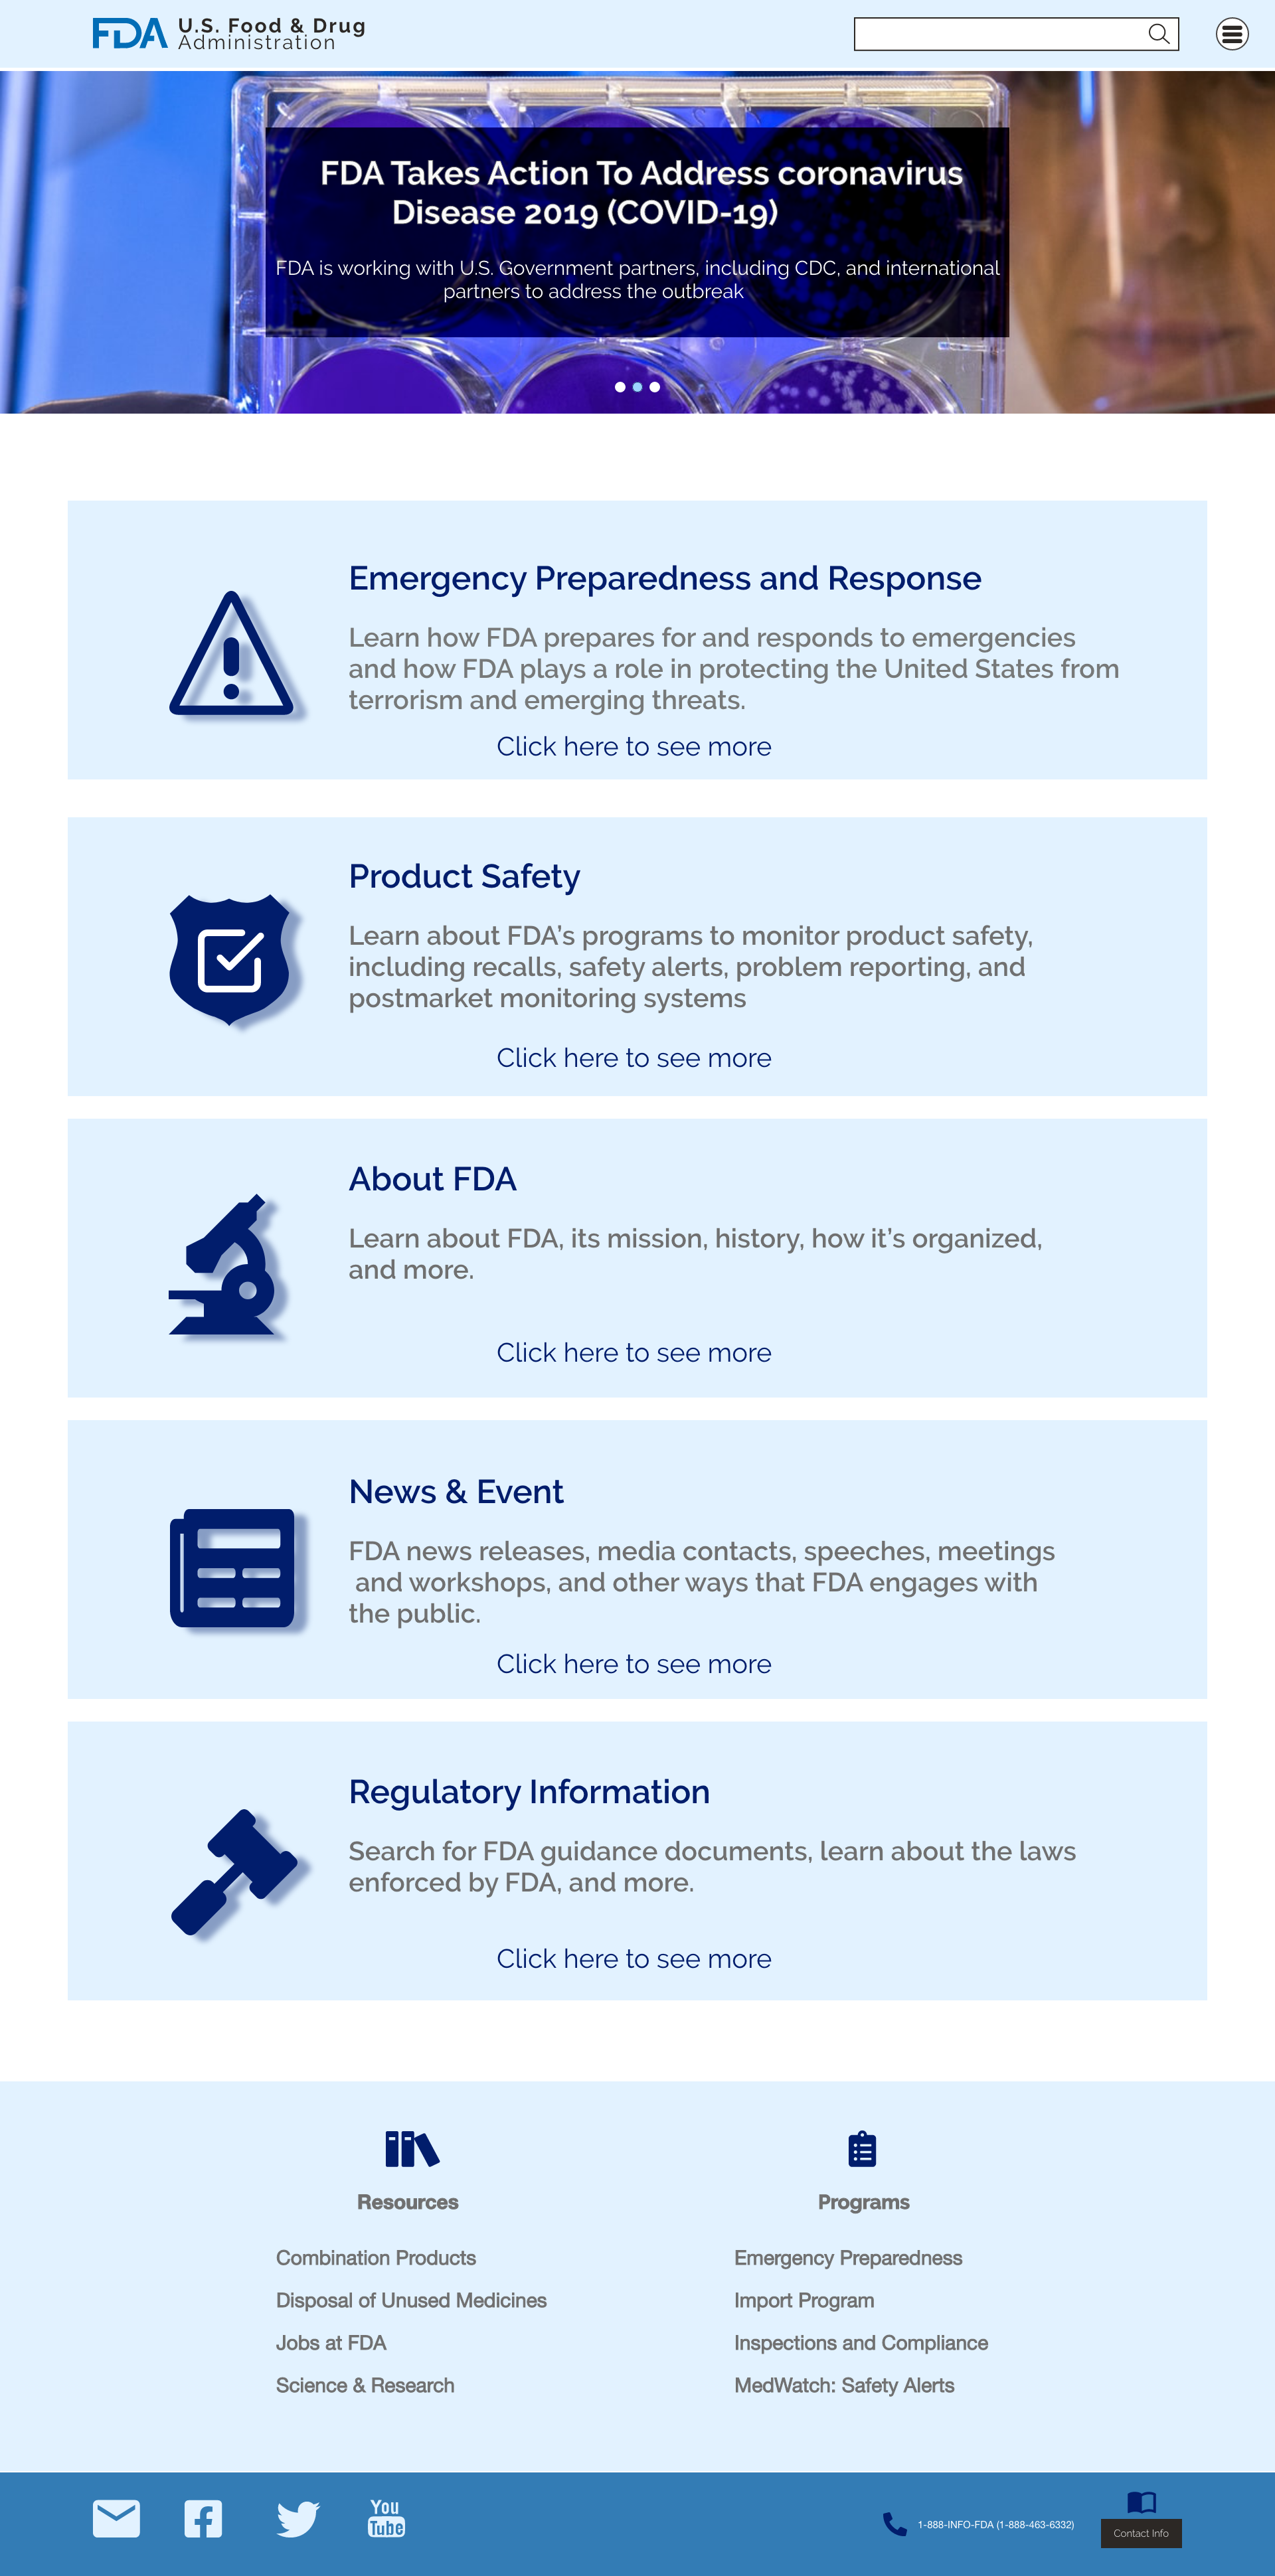 FDA U.S. Food & Drug
Administration
FDA Takes Action To Address coronavirus
Disease 2019 (COVID-19)
FDA is working with U.S. Government partners, including CDC, and international
partners to address the outbreak
Emergency Preparedness and Response
Learn how FDA prepares for and responds to emergencies
and how FDA plays a role in protecting the United States from
terrorism and emerging threats.
Click here to see more
Product Safety
Learn about FDA’s programs to monitor product safety,
including recalls, safety alerts, problem reporting, and
postmarket monitoring systems
Click here to see more
About FDA
Learn about FDA, its mission, history, how it’s organized,
and more.
Click here to see more
News & Event
FDA news releases, media contacts, speeches, meetings
and workshops, and other ways that FDA engages with
the public.
Click here to see more
Regulatory Information
Search for FDA guidance documents, learn about the laws
enforced by FDA, and more.
Click here to see more
Resources
Combination Products
Disposal of Unused Medicines
Jobs at FDA
Science & Research
Programs
Emergency Preparedness
Import Program
Inspections and Compliance
MedWatch: Safety Alerts
You
Tube
1-888-INFO-FDA (1-888-463-6332)
Contact Info